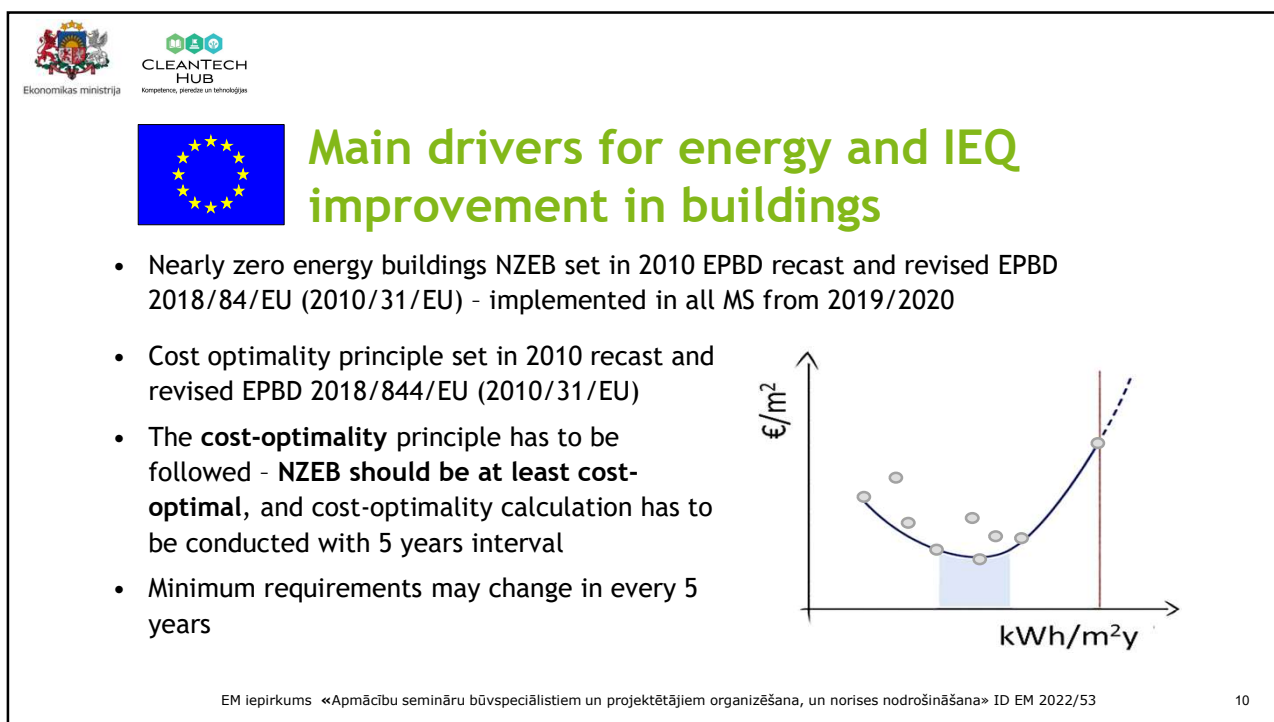 Ekonomikas ministrija
CLEANTECH
HUB
Kompetence, pieredze un tehnoloģijas
Main drivers for energy and IEQ
improvement in buildings
• Nearly zero energy buildings NZEB set in 2010 EPBD recast and revised EPBD
2018/84/EU (2010/31/EU) – implemented in all MS from 2019/2020
• Cost optimality principle set in 2010 recast and
revised EPBD 2018/844/EU (2010/31/EU)
• The cost-optimality principle has to be
followed – NZEB should be at least cost-
optimal, and cost-optimality calculation has to
be conducted with 5 years interval
• Minimum requirements may change in every 5
years
€/m²
kWh/m²y
EM iepirkums «Apmācību semināru būvspeciālistiem un projektētājiem organizēšana, un norises nodrošināšana» ID EM 2022/53
10